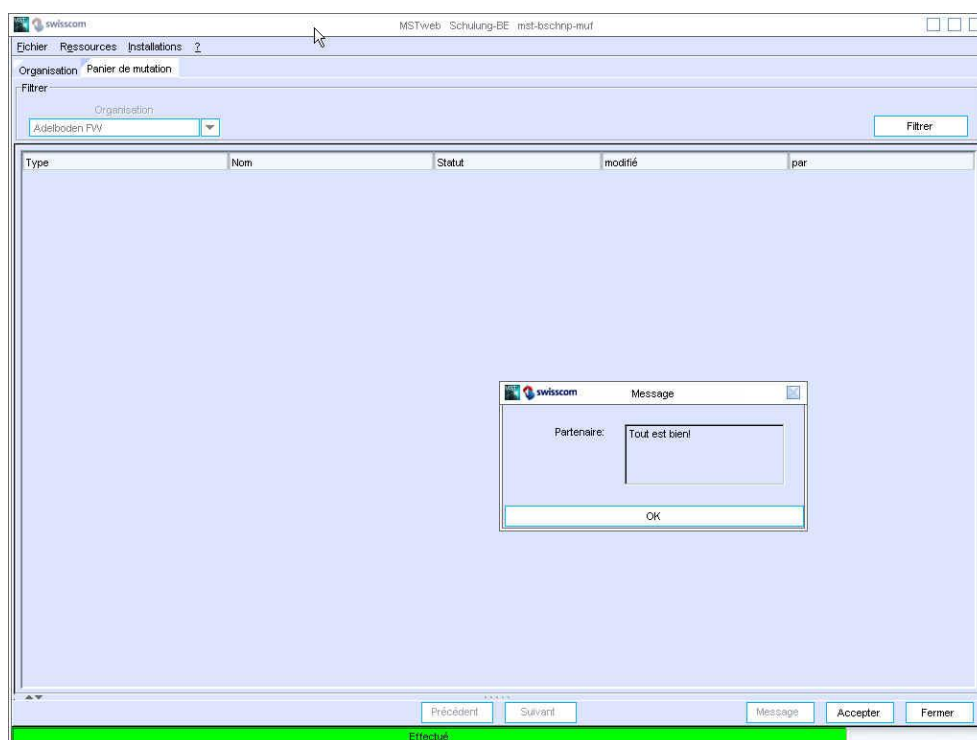 swisscom MSTweb Schulung-BE mst-bschnp-muf
Fichier Ressources Installations ?
Organisation Panier de mutation
Filtrer
Organisation
Adelboden FW Filtrer
Type Nom Statut modifié par
swisscom Message
Partenaire: Tout est bien!
OK
Précédent Suivant Message Accepter Fermer
Effectué